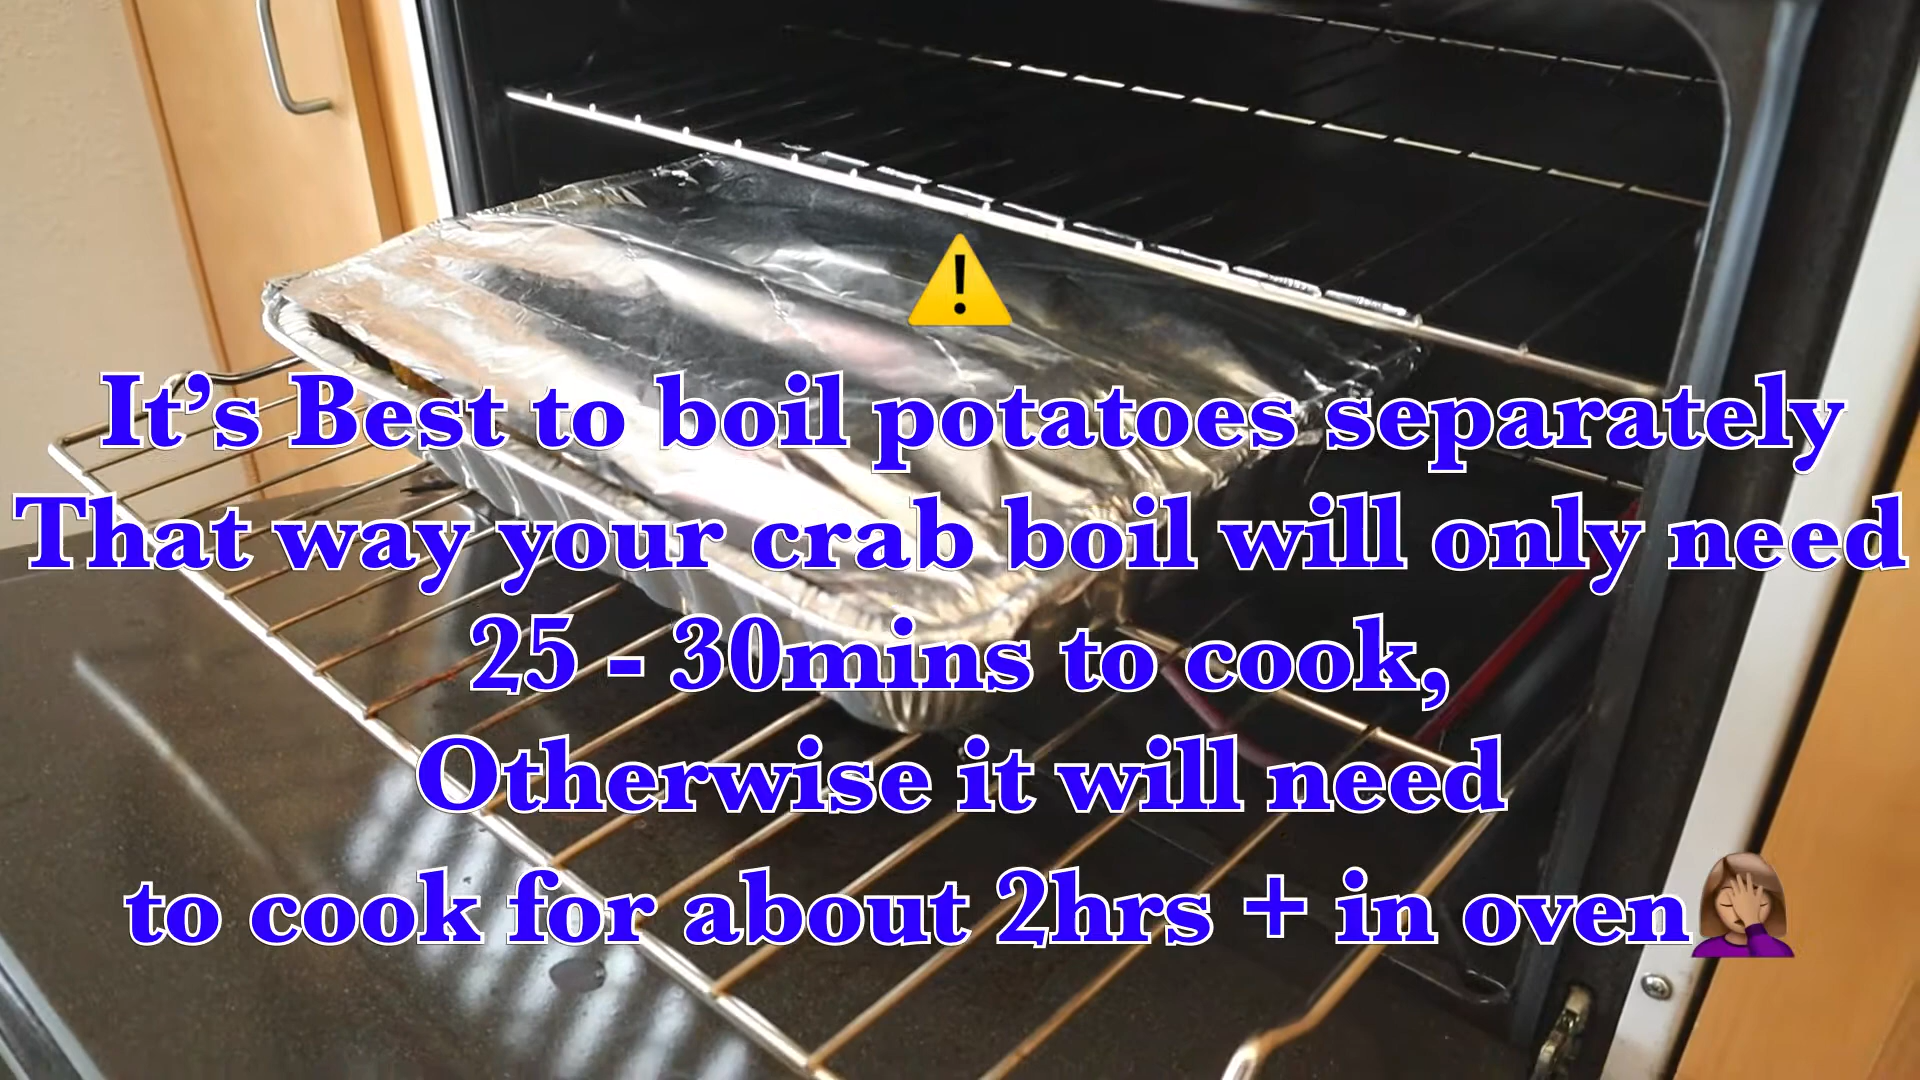 It's Best to boil potatoes separately
That way your crab boil will only need
25 - 30mins to cook,
Otherwise it will need
to cook for about 2hrs + in oven